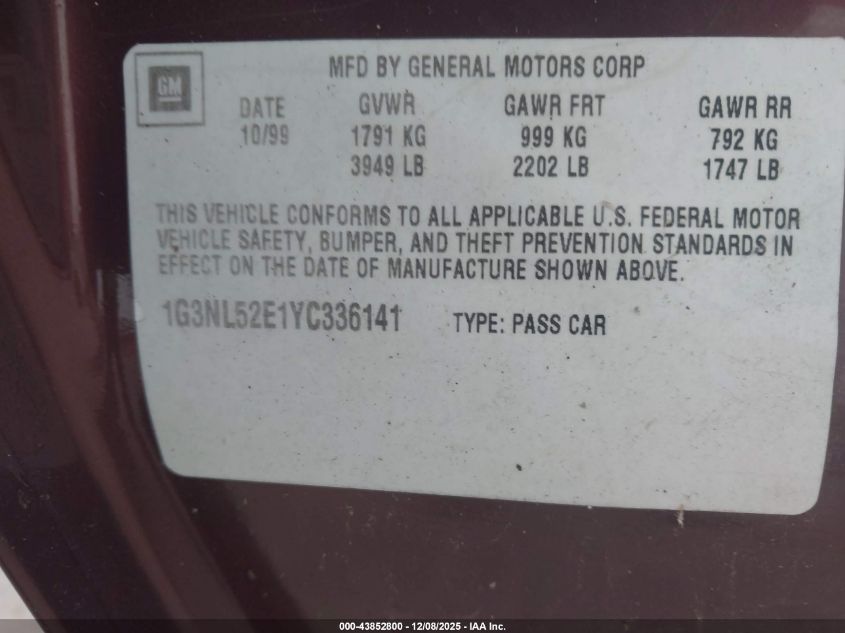 GM
MFD BY GENERAL MOTORS CORP
DATE GVWR GAWR FRT GAWR RR
10/99 1791 KG 999 KG 792 KG
3949 LB 2202 LB 1747 LB
THIS VEHICLE CONFORMS TO ALL APPLICABLE U.S. FEDERAL MOTOR
VEHICLE SAFETY, BUMPER, AND THEFT PREVENTION STANDARDS IN
EFFECT ON THE DATE OF MANUFACTURE SHOWN ABOVE.
1G3NL52E1YC336141 TYPE: PASS CAR
000-43852800 - 12/08/2025 - IAA Inc.